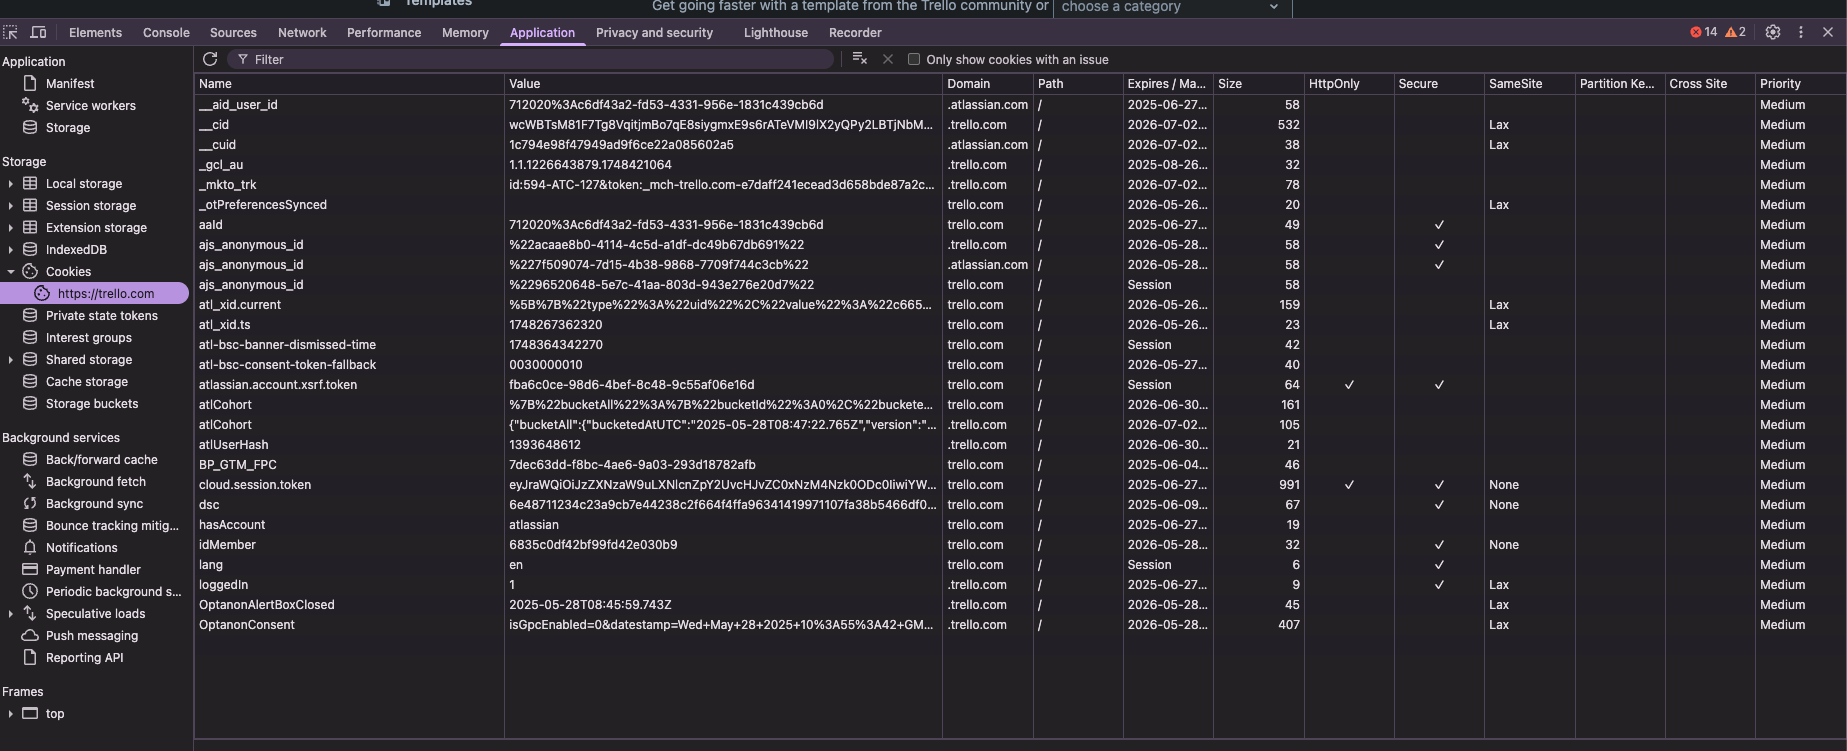 Templates
Get going faster with a template from the Trello community or choose a category
Elements Console Sources Network Performance Memory Application Privacy and security Lighthouse Recorder 14 2
Application
Manifest
Service workers
Storage
Storage
Local storage
Session storage
Extension storage
IndexedDB
Cookies
https://trello.com
Private state tokens
Interest groups
Shared storage
Cache storage
Storage buckets
Background services
Back/forward cache
Background fetch
Background sync
Bounce tracking mitig...
Notifications
Payment handler
Periodic background s...
Speculative loads
Push messaging
Reporting API
Frames
top
Filter Only show cookies with an issue
Name Value Domain Path Expires / Ma... Size HttpOnly Secure SameSite Partition Ke... Cross Site Priority
__aid_user_id 712020%3Ac6df43a2-fd53-4331-956e-1831c439cb6d .atlassian.com / 2025-06-27... 58 Medium
__cid wcWBTsM81F7Tg8VqitjmBo7qE8siygmxE9s6rATeVMI9IX2yQPy2LBTjNbM... .trello.com / 2026-07-02... 532 Lax Medium
__cuid 1c794e98f47949ad9f6ce22a085602a5 .atlassian.com / 2026-07-02... 38 Lax Medium
_gcl_au 1.1.1226643879.1748421064 .trello.com / 2025-08-26... 32 Medium
_mkto_trk id:594-ATC-127&token:_mch-trello.com-e7daff241ecead3d658bde87a2c... .trello.com / 2026-07-02... 78 Medium
_otPreferencesSynced trello.com / 2026-05-26... 20 Lax Medium
aaId 712020%3Ac6df43a2-fd53-4331-956e-1831c439cb6d trello.com / 2025-06-27... 49 ✓ Medium
ajs_anonymous_id %22acaae8b0-4114-4c5d-a1df-dc49b67db691%22 .trello.com / 2026-05-28... 58 ✓ Medium
ajs_anonymous_id %227f509074-7d15-4b38-9868-7709f744c3cb%22 .atlassian.com / 2026-05-28... 58 ✓ Medium
ajs_anonymous_id %2296520648-5e7c-41aa-803d-943e276e20d7%22 trello.com / Session 58 Medium
atl_xid.current %5B%7B%22type%22%3A%22uid%22%2C%22value%22%3A%22c665... trello.com / 2026-05-26... 159 Lax Medium
atl_xid.ts 1748267362320 trello.com / 2026-05-26... 23 Lax Medium
atl-bsc-banner-dismissed-time 1748364342270 trello.com / Session 42 Medium
atl-bsc-consent-token-fallback 0030000010 trello.com / 2026-05-27... 40 Medium
atlassian.account.xsrf.token fba6c0ce-98d6-4bef-8c48-9c55af06e16d trello.com / Session 64 ✓ ✓ Medium
atlCohort %7B%22bucketAll%22%3A%7B%22bucketId%22%3A0%2C%22buckete... trello.com / 2026-06-30... 161 Medium
atlCohort {"bucketAll":{"bucketedAtUTC":"2025-05-28T08:47:22.765Z","version":"... .trello.com / 2026-07-02... 105 Medium
atlUserHash 1393648612 .trello.com / 2026-06-30... 21 Medium
BP_GTM_FPC 7dec63dd-f8bc-4ae6-9a03-293d18782afb trello.com / 2025-06-04... 46 Medium
cloud.session.token eyJraWQiOiJzZXNzaW9uLXNlcnZpY2UvcHJvZC0xNzM4Nzk0ODc0IiwiYW... trello.com / 2025-06-27... 991 ✓ ✓ None Medium
dsc 6e48711234c23a9cb7e44238c2f664f4ffa96341419971107fa38b5466df0... trello.com / 2025-06-09... 67 ✓ None Medium
hasAccount atlassian trello.com / 2025-06-27... 19 Medium
idMember 6835c0df42bf99fd42e030b9 trello.com / 2026-05-28... 32 ✓ None Medium
lang en trello.com / Session 6 ✓ Medium
loggedIn 1 .trello.com / 2025-06-27... 9 ✓ Lax Medium
OptanonAlertBoxClosed 2025-05-28T08:45:59.743Z .trello.com / 2026-05-28... 45 Lax Medium
OptanonConsent isGpcEnabled=0&datestamp=Wed+May+28+2025+10%3A55%3A42+GM... .trello.com / 2026-05-28... 407 Lax Medium